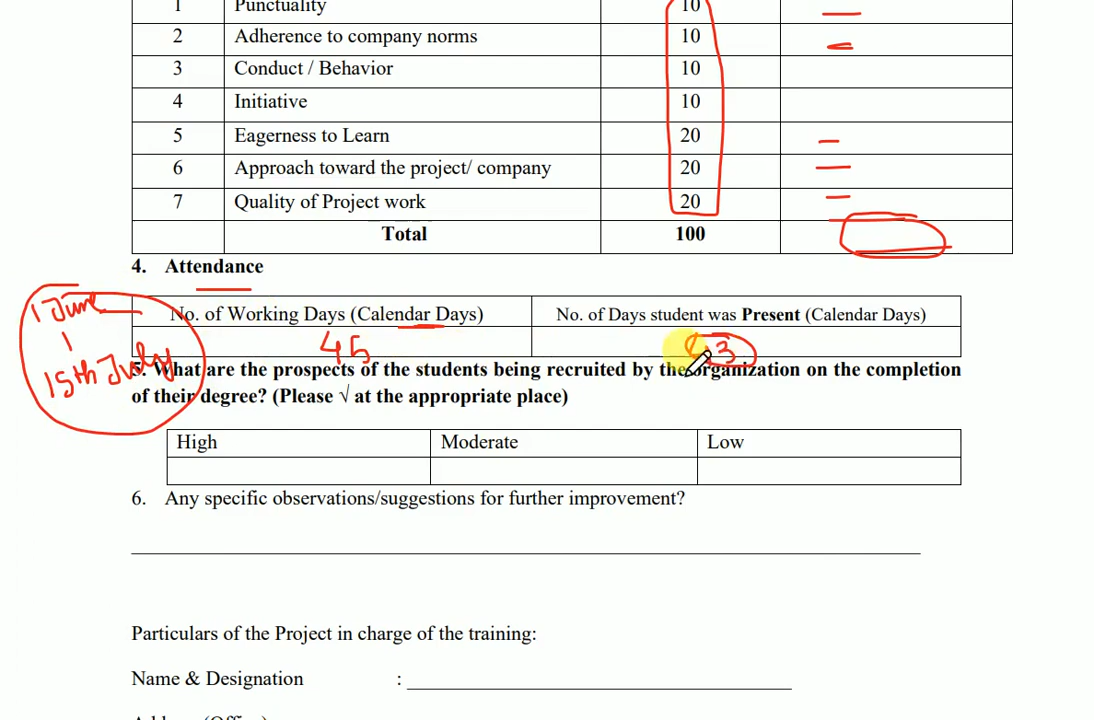 1 Punctuality 10
2 Adherence to company norms 10
3 Conduct / Behavior 10
4 Initiative 10
5 Eagerness to Learn 20
6 Approach toward the project/ company 20
7 Quality of Project work 20
Total 100
4. Attendance
1 June
15th July
No. of Working Days (Calendar Days) No. of Days student was Present (Calendar Days)
45
5. What are the prospects of the students being recruited by the organization on the completion
of their degree? (Please √ at the appropriate place)
High Moderate Low
6. Any specific observations/suggestions for further improvement?
Particulars of the Project in charge of the training:
Name & Designation :